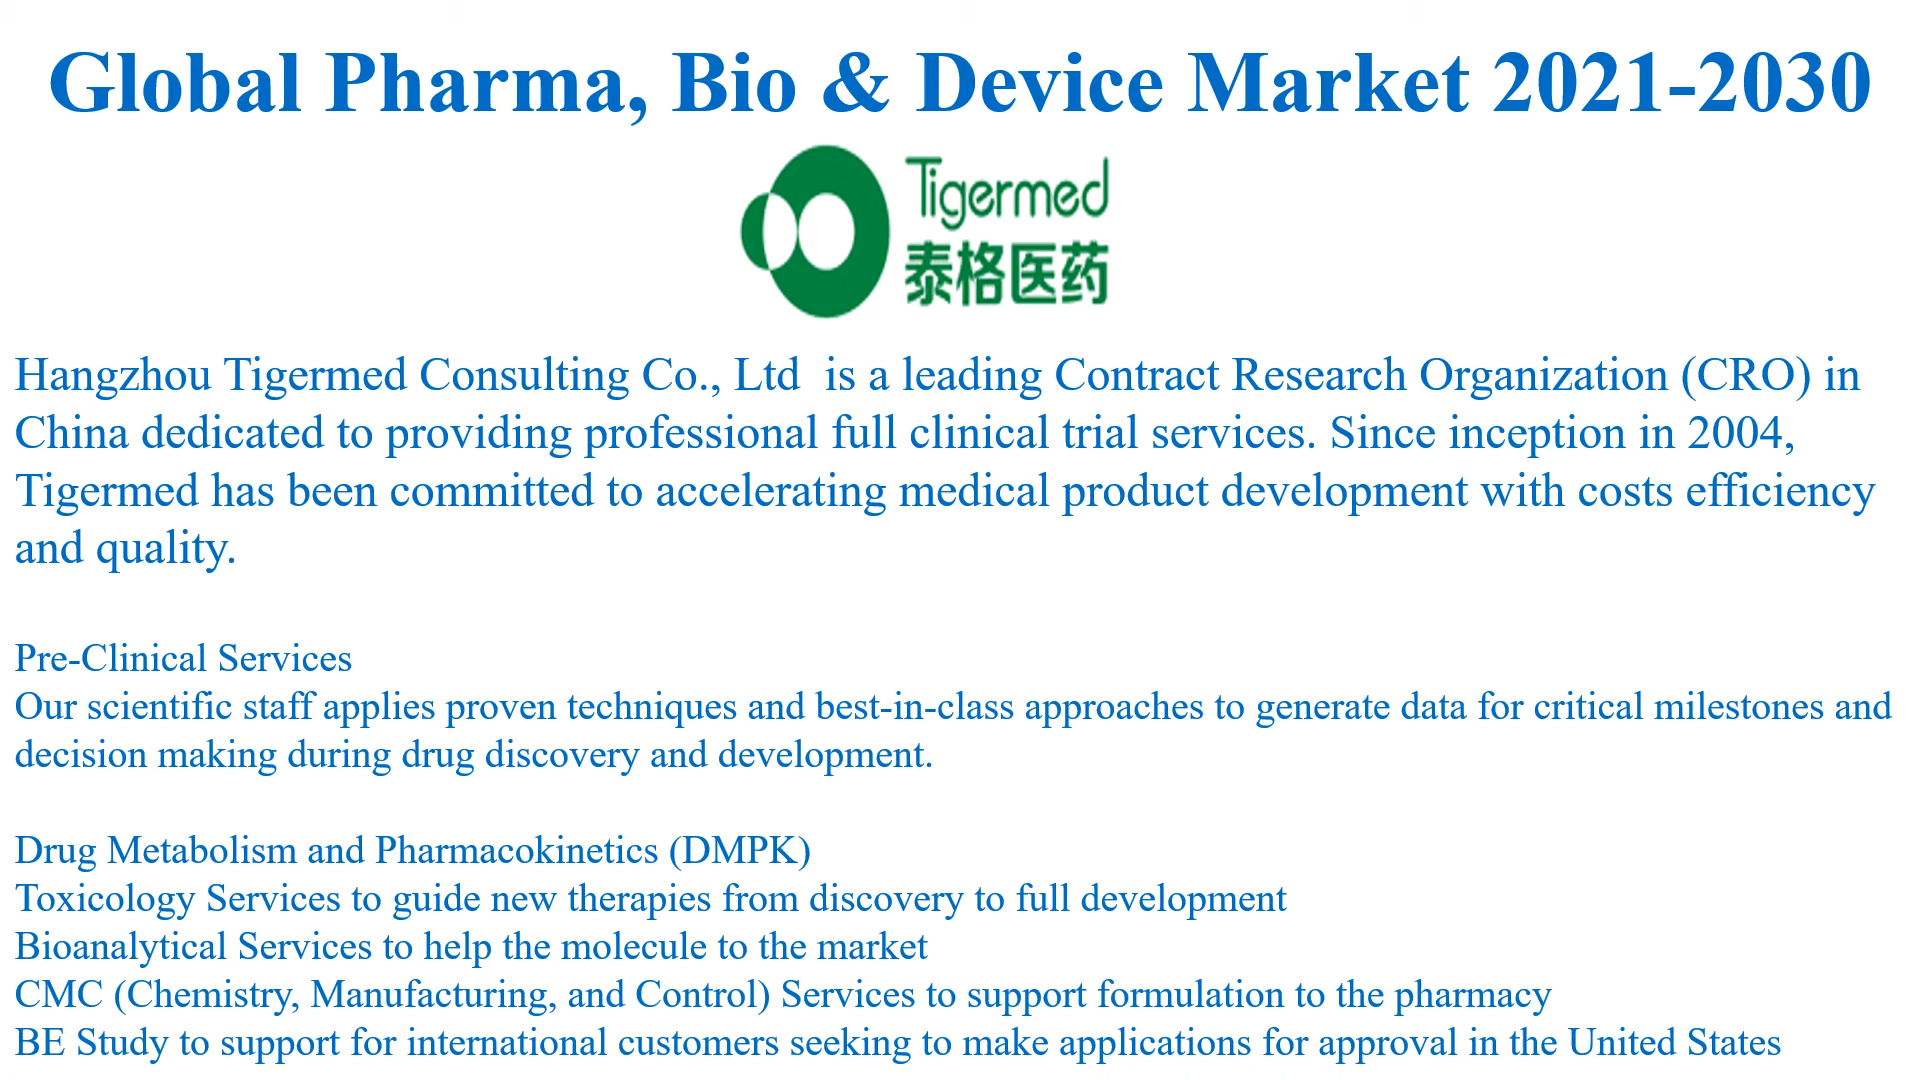 Global Pharma, Bio & Device Market 2021-2030
Tigermed
泰格医药
Hangzhou Tigermed Consulting Co., Ltd  is a leading Contract Research Organization (CRO) in
China dedicated to providing professional full clinical trial services. Since inception in 2004,
Tigermed has been committed to accelerating medical product development with costs efficiency
and quality.
Pre-Clinical Services
Our scientific staff applies proven techniques and best-in-class approaches to generate data for critical milestones and
decision making during drug discovery and development.
Drug Metabolism and Pharmacokinetics (DMPK)
Toxicology Services to guide new therapies from discovery to full development
Bioanalytical Services to help the molecule to the market
CMC (Chemistry, Manufacturing, and Control) Services to support formulation to the pharmacy
BE Study to support for international customers seeking to make applications for approval in the United States